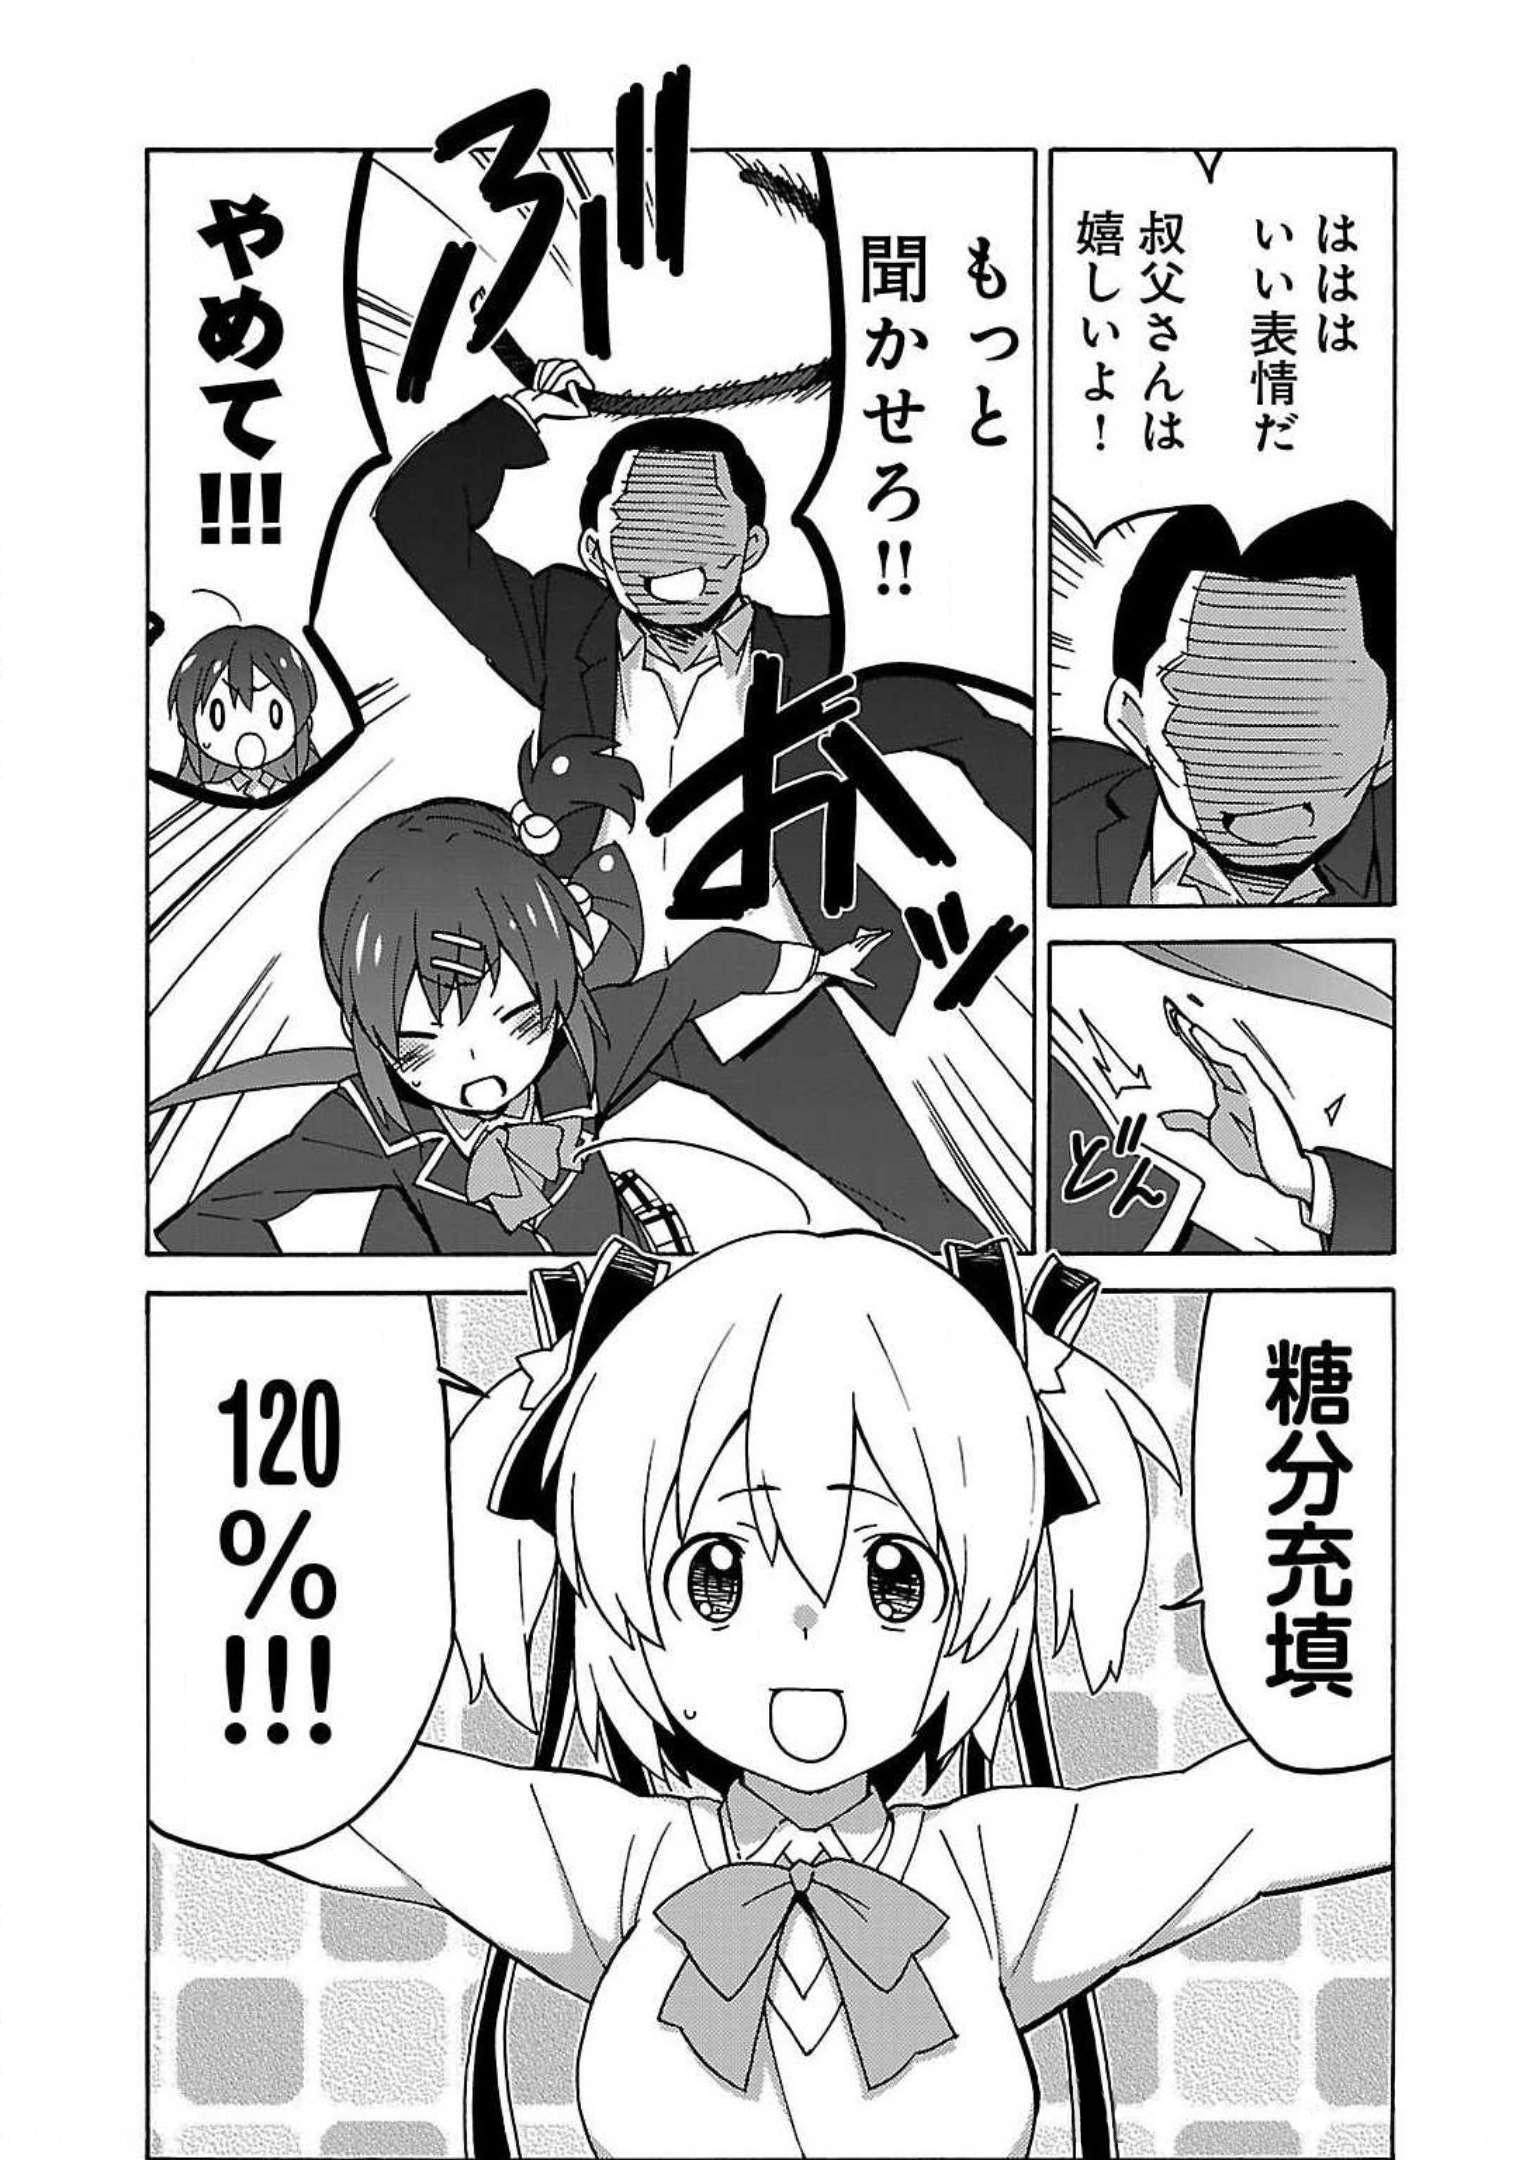 ははは
いい表情だ
叔父さんは
嬉しいよ！
どん
もっと
聞かせろ!!
ぶおッ
やめて!!!
糖分充填
120%!!!